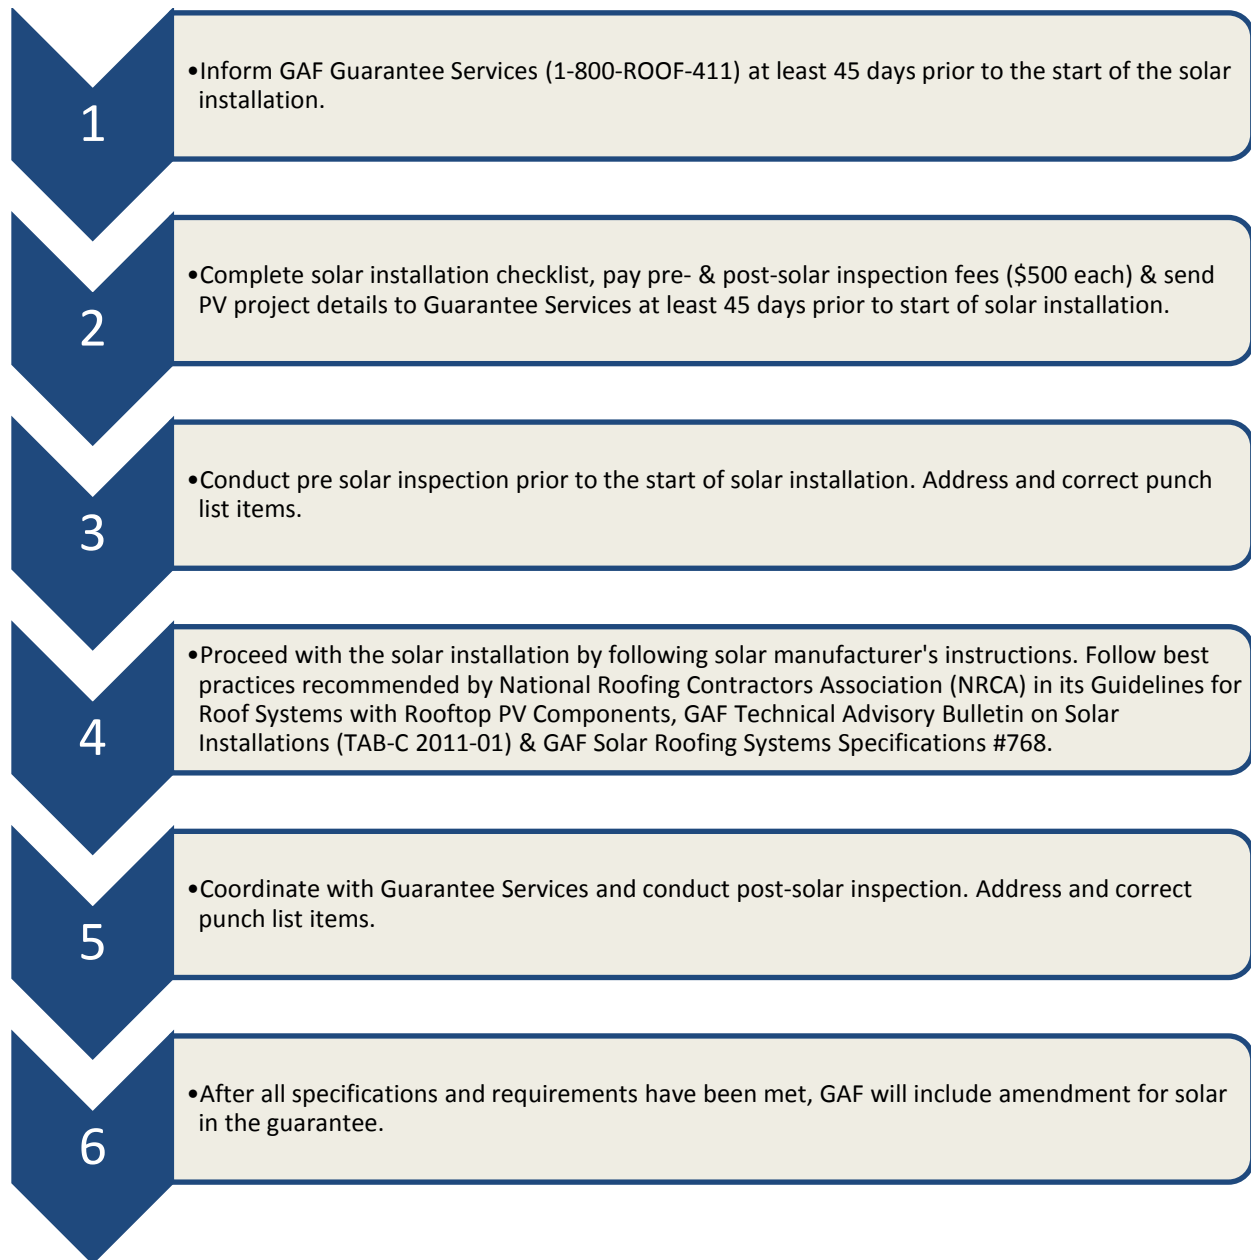 1
•Inform GAF Guarantee Services (1-800-ROOF-411) at least 45 days prior to the start of the solar
installation.
2
•Complete solar installation checklist, pay pre- & post-solar inspection fees ($500 each) & send
PV project details to Guarantee Services at least 45 days prior to start of solar installation.
3
•Conduct pre solar inspection prior to the start of solar installation. Address and correct punch
list items.
4
•Proceed with the solar installation by following solar manufacturer's instructions. Follow best
practices recommended by National Roofing Contractors Association (NRCA) in its Guidelines for
Roof Systems with Rooftop PV Components, GAF Technical Advisory Bulletin on Solar
Installations (TAB-C 2011-01) & GAF Solar Roofing Systems Specifications #768.
5
•Coordinate with Guarantee Services and conduct post-solar inspection. Address and correct
punch list items.
6
•After all specifications and requirements have been met, GAF will include amendment for solar
in the guarantee.